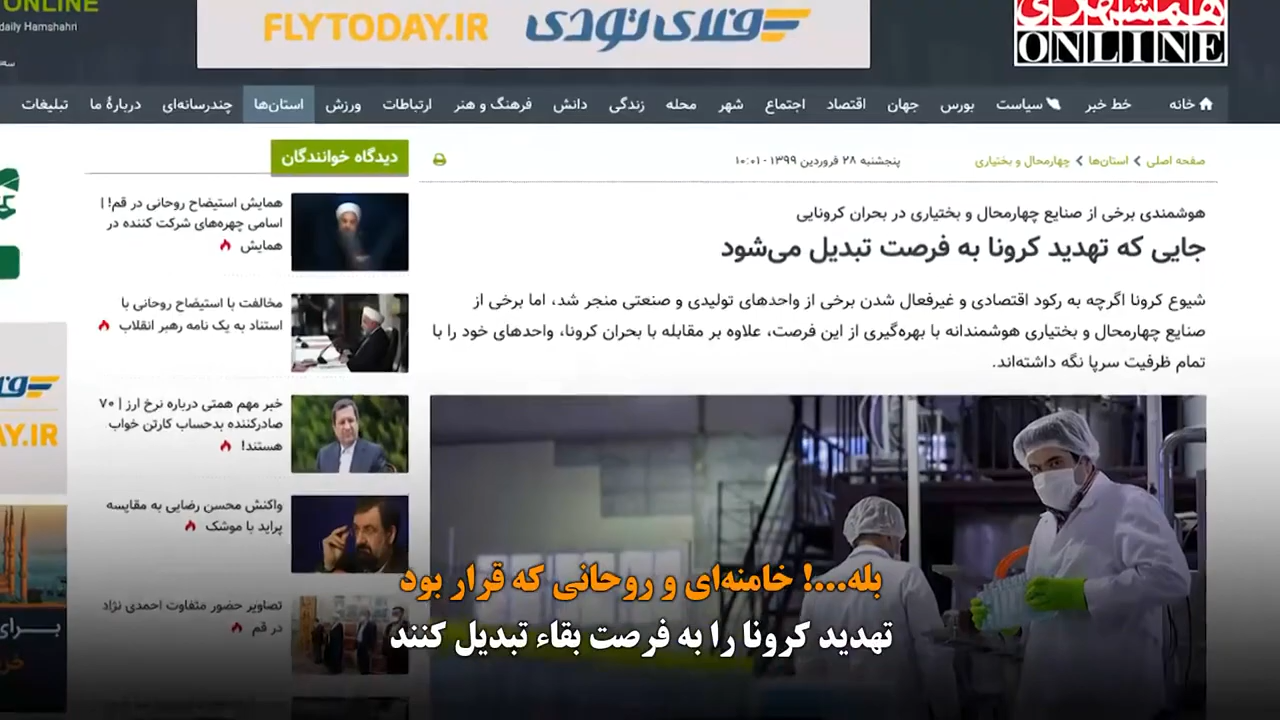 ONLINE
daily Hamshahri
FLYTODAY.IR
فلای تودی
همشهری
ONLINE
خانه
خط خبر
سیاست
بورس
جهان
اقتصاد
اجتماع
شهر
محله
زندگی
دانش
فرهنگ و هنر
ارتباطات
ورزش
استان‌ها
چندرسانه‌ای
دربارهٔ ما
تبلیغات
صفحه اصلی
استان‌ها
چهارمحال و بختیاری
پنجشنبه ۲۸ فروردین ۱۳۹۹ - ۱۰:۰۱
هوشمندی برخی از صنایع چهارمحال و بختیاری در بحران کرونایی
جایی که تهدید کرونا به فرصت تبدیل می‌شود
شیوع کرونا اگرچه به رکود اقتصادی و غیرفعال شدن برخی از واحدهای تولیدی و صنعتی منجر شد، اما برخی از
صنایع چهارمحال و بختیاری هوشمندانه با بهره‌گیری از این فرصت، علاوه بر مقابله با بحران کرونا، واحدهای خود را با
تمام ظرفیت سرپا نگه داشته‌اند.
دیدگاه خوانندگان
همایش استیضاح روحانی در قم! |
اسامی چهره‌های شرکت کننده در
همایش
مخالفت با استیضاح روحانی با
استناد به یک نامه رهبر انقلاب
خبر مهم همتی درباره نرخ ارز | ۷۰
صادرکننده بدحساب کارتن خواب
هستند!
واکنش محسن رضایی به مقایسه
پراید با موشک
تصاویر حضور متفاوت احمدی نژاد
در قم
بله...! خامنه‌ای و روحانی که قرار بود
تهدید کرونا را به فرصت بقاء تبدیل کنند